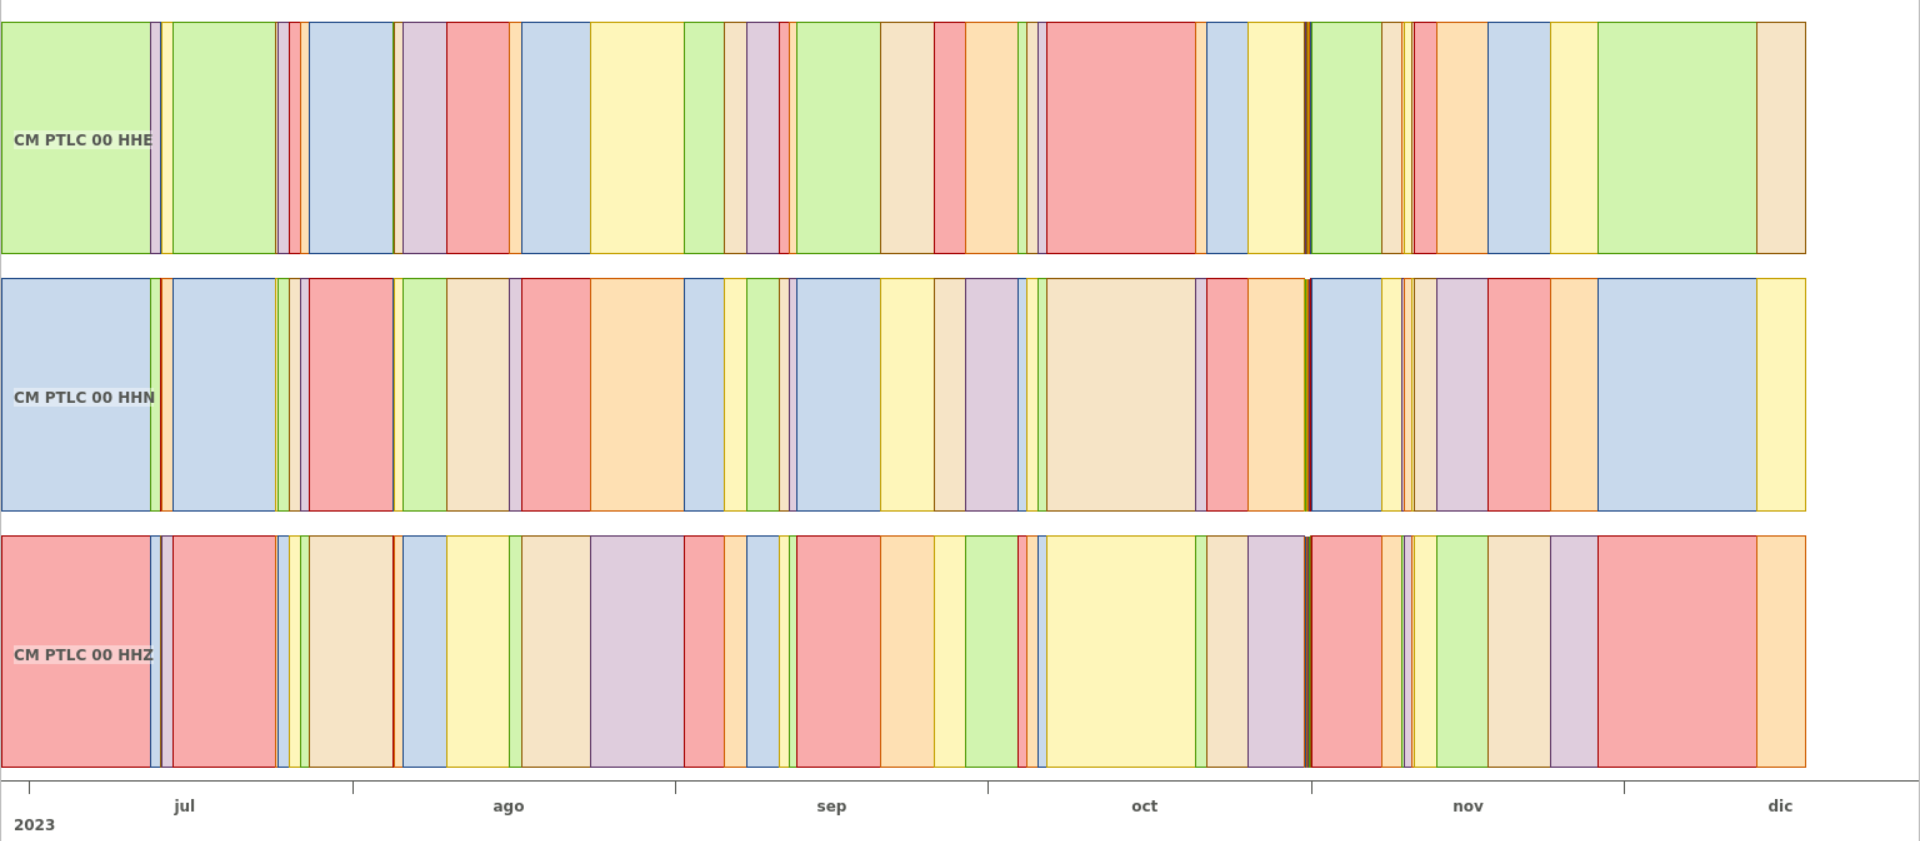 CM PTLC 00 HHE
CM PTLC 00 HHN
CM PTLC 00 HHZ
jul ago sep oct nov dic
2023